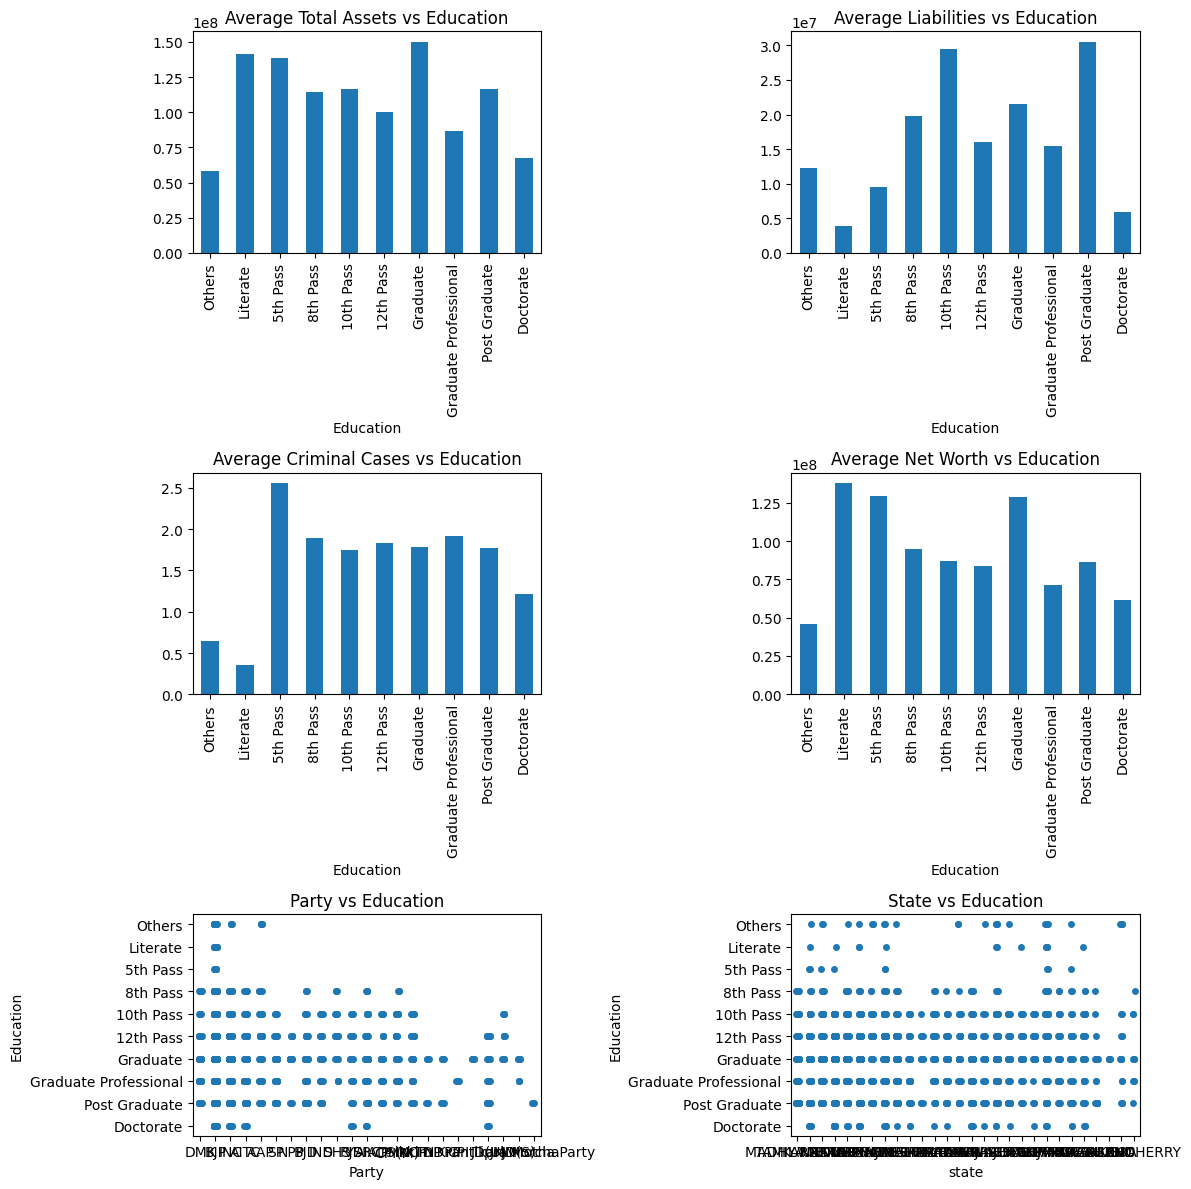 Average Total Assets vs Education
1e8
1.50
1.25
1.00
0.75
0.50
0.25
0.00
Others
Literate
5th Pass
8th Pass
10th Pass
12th Pass
Graduate
Graduate Professional
Post Graduate
Doctorate
Education
Average Liabilities vs Education
1e7
3.0
2.5
2.0
1.5
1.0
0.5
0.0
Others
Literate
5th Pass
8th Pass
10th Pass
12th Pass
Graduate
Graduate Professional
Post Graduate
Doctorate
Education
Average Criminal Cases vs Education
2.5
2.0
1.5
1.0
0.5
0.0
Others
Literate
5th Pass
8th Pass
10th Pass
12th Pass
Graduate
Graduate Professional
Post Graduate
Doctorate
Education
Average Net Worth vs Education
1e8
1.25
1.00
0.75
0.50
0.25
0.00
Others
Literate
5th Pass
8th Pass
10th Pass
12th Pass
Graduate
Graduate Professional
Post Graduate
Doctorate
Education
Party vs Education
Education
Others
Literate
5th Pass
8th Pass
10th Pass
12th Pass
Graduate
Graduate Professional
Post Graduate
Doctorate
Party
Party
State vs Education
Education
Others
Literate
5th Pass
8th Pass
10th Pass
12th Pass
Graduate
Graduate Professional
Post Graduate
Doctorate
state